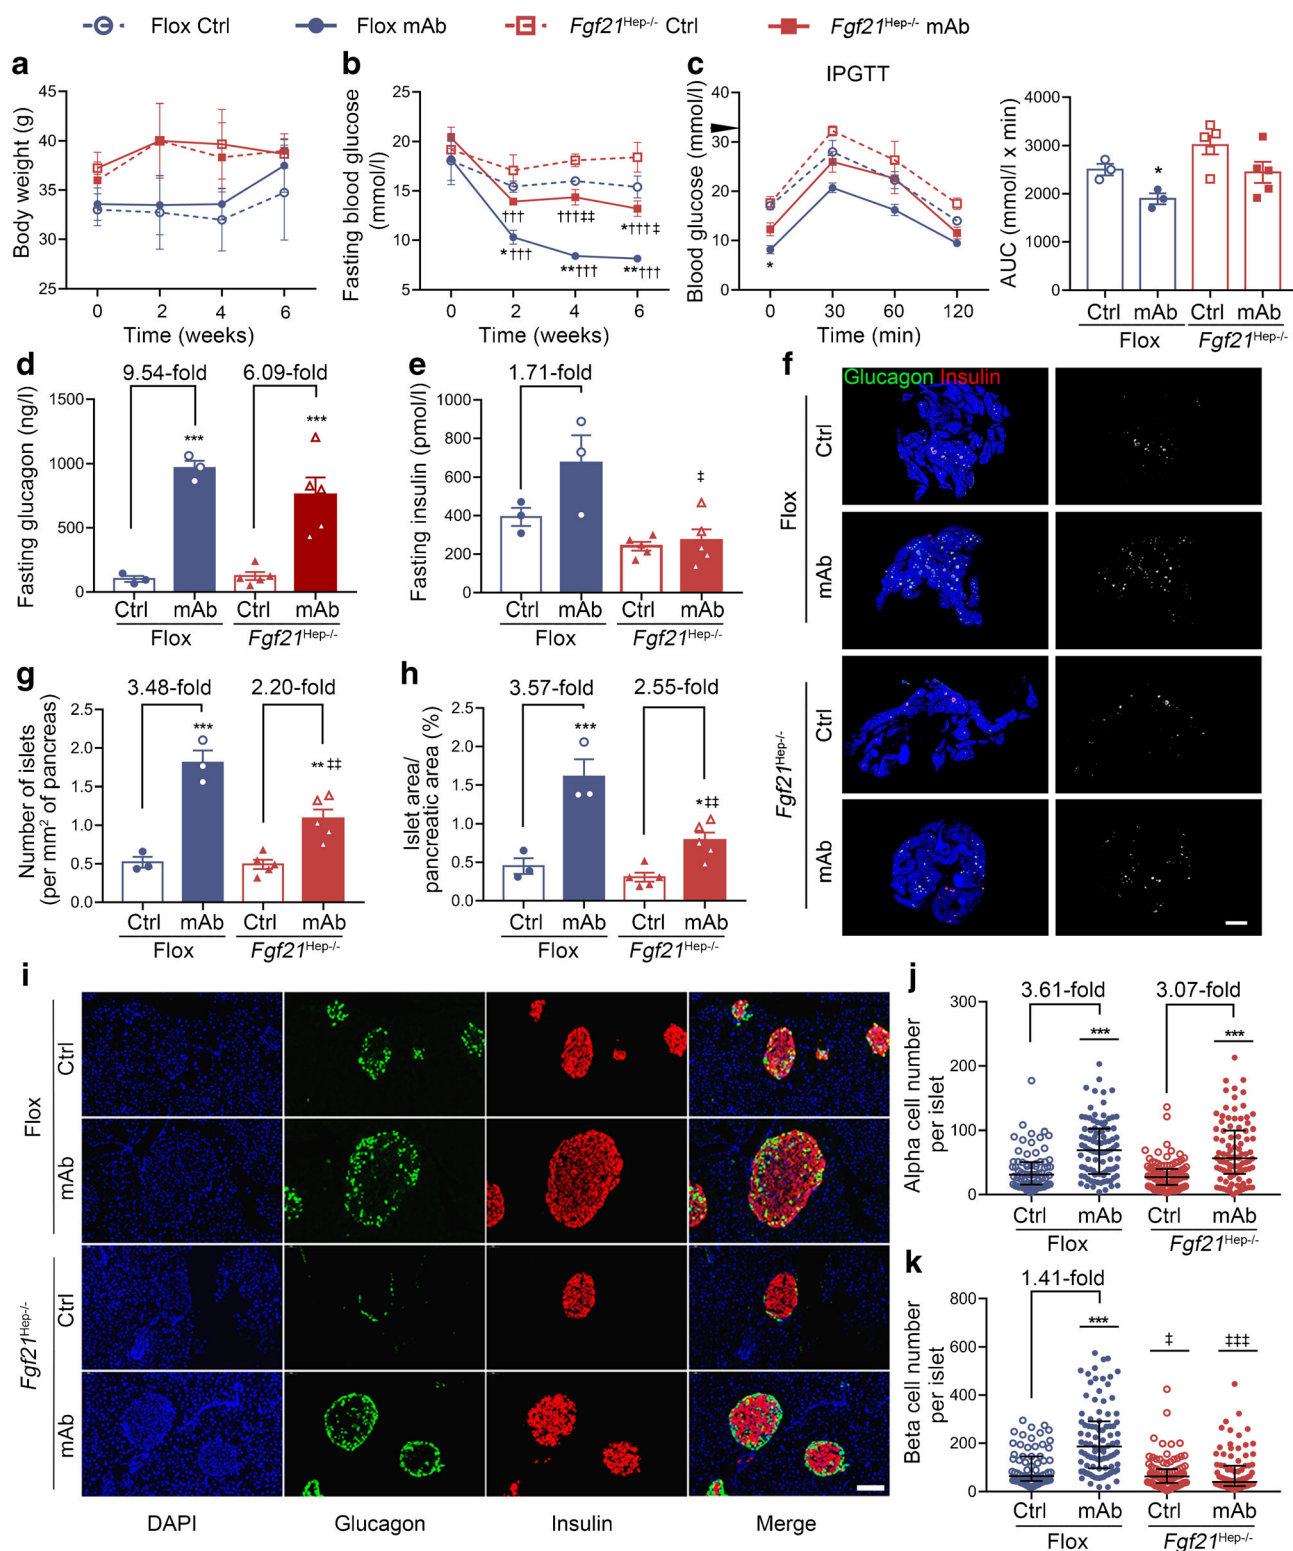 Flox Ctrl
Flox mAb
Fgf21Hep-/- Ctrl
Fgf21Hep-/- mAb
a
Body weight (g)
45
40
35
30
25
0 2 4 6
Time (weeks)
b
Fasting blood glucose
(mmol/l)
25
20
15
10
5
†††
†††‡‡
*†††‡
*†††
**†††
**†††
0 2 4 6
Time (weeks)
c
IPGTT
Blood glucose (mmol/l)
40
30
20
10
0
*
0 30 60 120
Time (min)
AUC (mmol/l x min)
4000
3000
2000
1000
0
*
Ctrl mAb Ctrl mAb
Flox Fgf21Hep-/-
d
9.54-fold 6.09-fold
Fasting glucagon (ng/l)
1500
1000
500
0
*** ***
Ctrl mAb Ctrl mAb
Flox Fgf21Hep-/-
e
1.71-fold
Fasting insulin (pmol/l)
1000
800
600
400
200
0
‡
Ctrl mAb Ctrl mAb
Flox Fgf21Hep-/-
f
Glucagon Insulin
Flox
Ctrl
mAb
Fgf21Hep-/-
Ctrl
mAb
g
3.48-fold 2.20-fold
Number of islets
(per mm2 of pancreas)
2.5
2.0
1.5
1.0
0.5
0.0
*** ** ‡‡
Ctrl mAb Ctrl mAb
Flox Fgf21Hep-/-
h
3.57-fold 2.55-fold
Islet area/
pancreatic area (%)
2.5
2.0
1.5
1.0
0.5
0.0
*** *‡‡
Ctrl mAb Ctrl mAb
Flox Fgf21Hep-/-
i
Flox
Ctrl
mAb
Fgf21Hep-/-
Ctrl
mAb
DAPI Glucagon Insulin Merge
j
3.61-fold 3.07-fold
Alpha cell number
per islet
300
200
100
0
*** ***
Ctrl mAb Ctrl mAb
Flox Fgf21Hep-/-
k
1.41-fold
Beta cell number
per islet
800
600
400
200
0
*** ‡ ‡‡‡
Ctrl mAb Ctrl mAb
Flox Fgf21Hep-/-